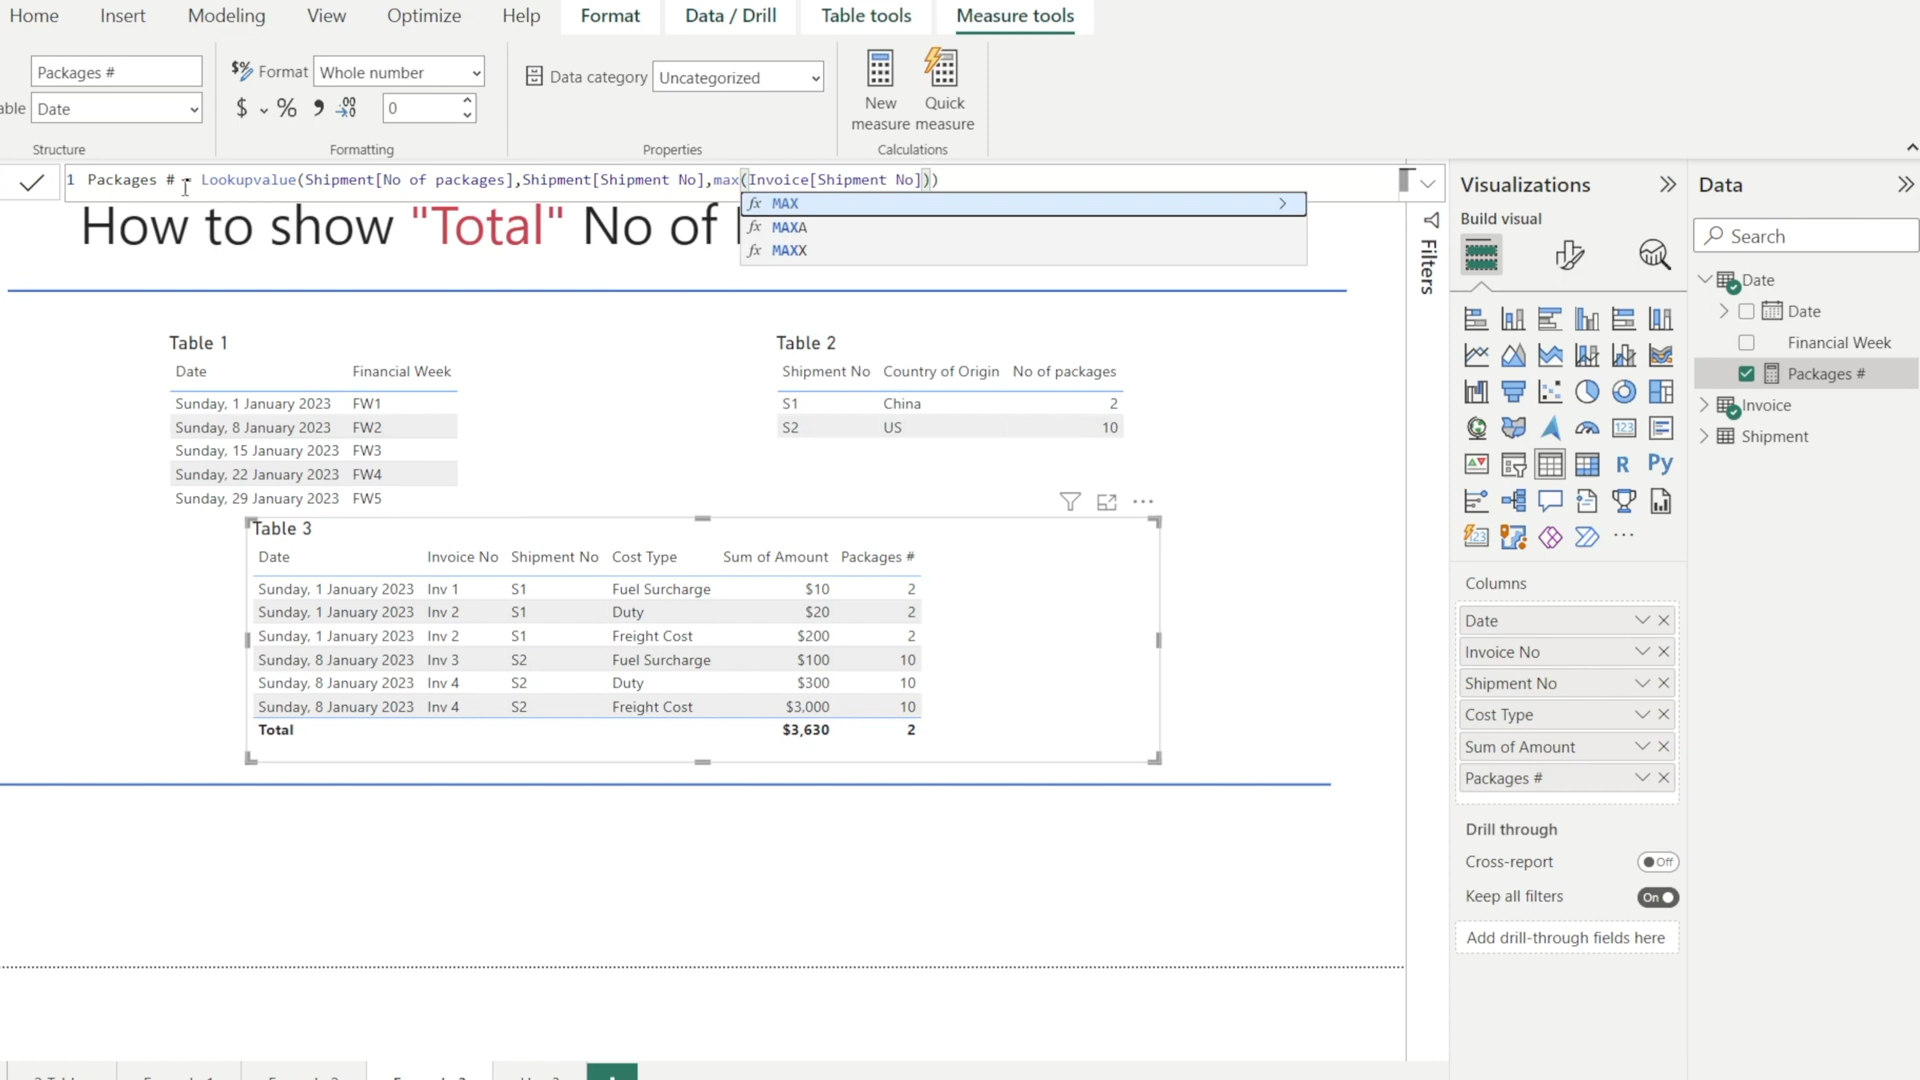 Home Insert Modeling View Optimize Help Format Data / Drill Table tools Measure tools
Packages # $% Format Whole number Data category Uncategorized New measure Quick measure
able Date $ % 0
Structure Formatting Properties Calculations
1 Packages # = Lookupvalue(Shipment[No of packages],Shipment[Shipment No],max(Invoice[Shipment No]))
fx MAX
fx MAXA
fx MAXX
How to show "Total" No of
Filters
Table 1
Date Financial Week
Sunday, 1 January 2023 FW1
Sunday, 8 January 2023 FW2
Sunday, 15 January 2023 FW3
Sunday, 22 January 2023 FW4
Sunday, 29 January 2023 FW5
Table 2
Shipment No Country of Origin No of packages
S1 China 2
S2 US 10
Table 3
Date Invoice No Shipment No Cost Type Sum of Amount Packages #
Sunday, 1 January 2023 Inv 1 S1 Fuel Surcharge $10 2
Sunday, 1 January 2023 Inv 2 S1 Duty $20 2
Sunday, 1 January 2023 Inv 2 S1 Freight Cost $200 2
Sunday, 8 January 2023 Inv 3 S2 Fuel Surcharge $100 10
Sunday, 8 January 2023 Inv 4 S2 Duty $300 10
Sunday, 8 January 2023 Inv 4 S2 Freight Cost $3,000 10
Total $3,630 2
Visualizations
Build visual
123
R Py
123
Columns
Date
Invoice No
Shipment No
Cost Type
Sum of Amount
Packages #
Drill through
Cross-report Off
Keep all filters On
Add drill-through fields here
Data
Search
Date
Date
Financial Week
Packages #
Invoice
Shipment